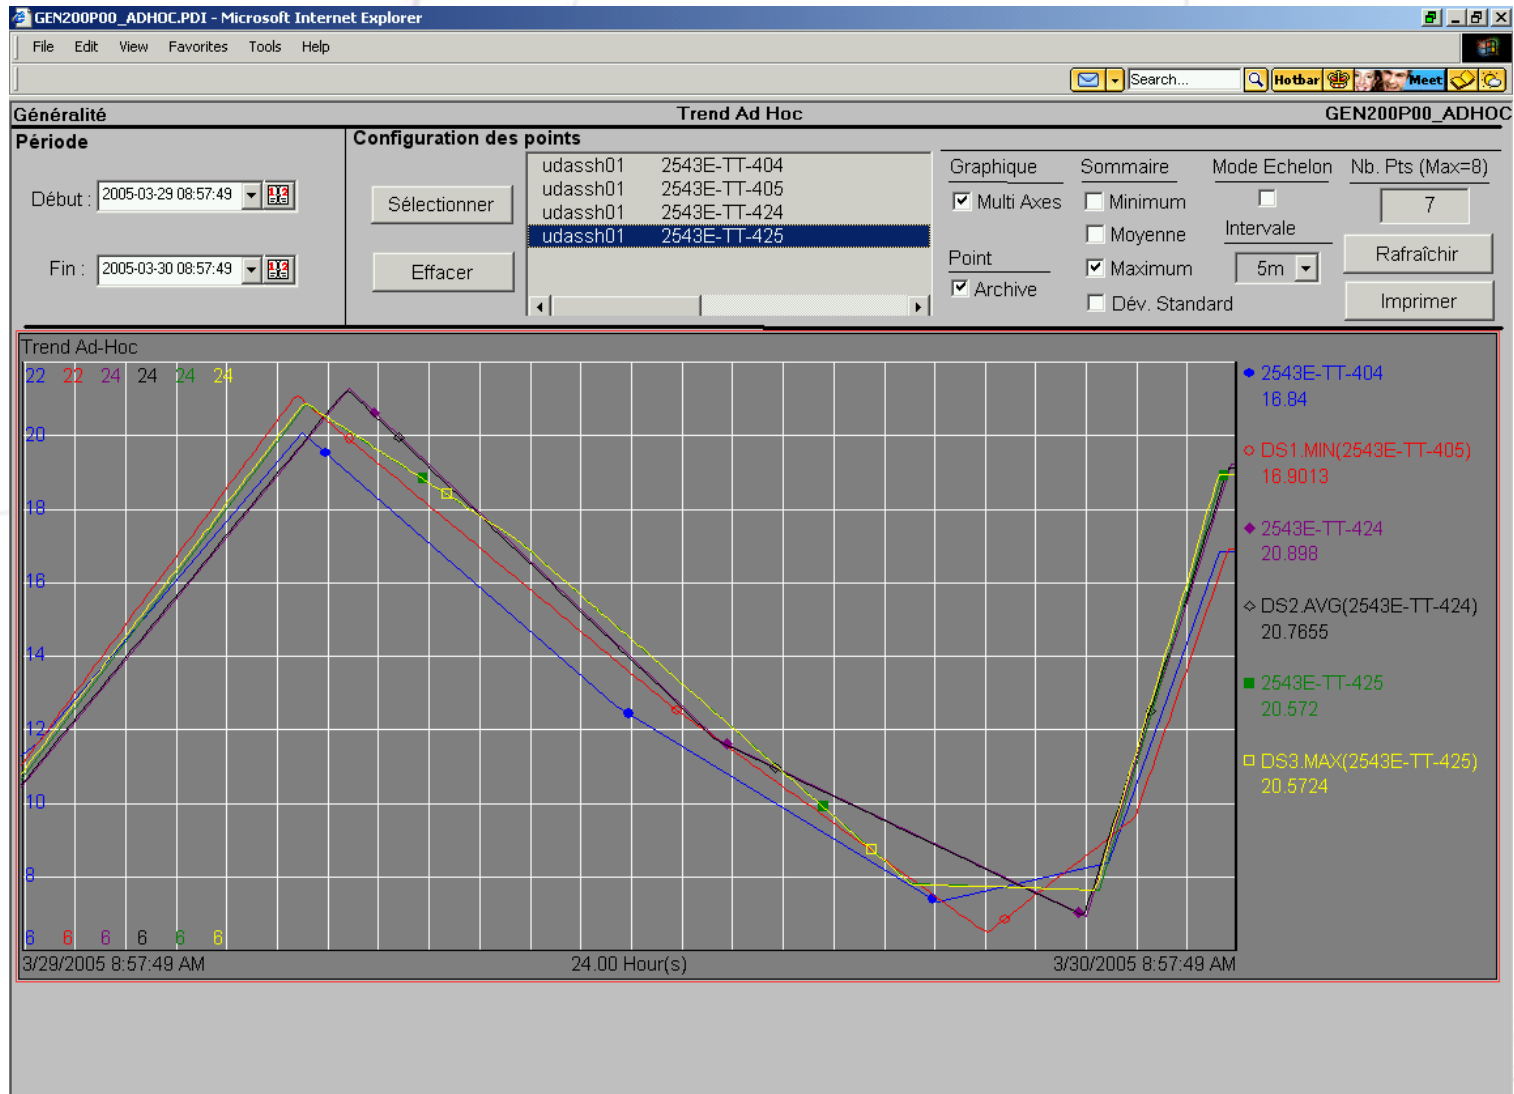 GEN200P00_ADHOC.PDI - Microsoft Internet Explorer
File Edit View Favorites Tools Help
Search... Hotbar Meet
Généralité Trend Ad Hoc GEN200P00_ADHOC
Période
Début : 2005-03-29 08:57:49
Fin : 2005-03-30 08:57:49
Configuration des points
Sélectionner
Effacer
udassh01 2543E-TT-404
udassh01 2543E-TT-405
udassh01 2543E-TT-424
udassh01 2543E-TT-425
Graphique
Multi Axes
Point
Archive
Sommaire
Minimum
Moyenne
Maximum
Dév. Standard
Mode Echelon
Intervale
5m
Nb. Pts (Max=8)
7
Rafraîchir
Imprimer
Trend Ad-Hoc
22 22 24 24 24 24
20
18
16
14
12
10
8
6 6 6 6 6 6
3/29/2005 8:57:49 AM 24.00 Hour(s) 3/30/2005 8:57:49 AM
2543E-TT-404
16.84
DS1.MIN(2543E-TT-405)
16.9013
2543E-TT-424
20.898
DS2.AVG(2543E-TT-424)
20.7655
2543E-TT-425
20.572
DS3.MAX(2543E-TT-425)
20.5724